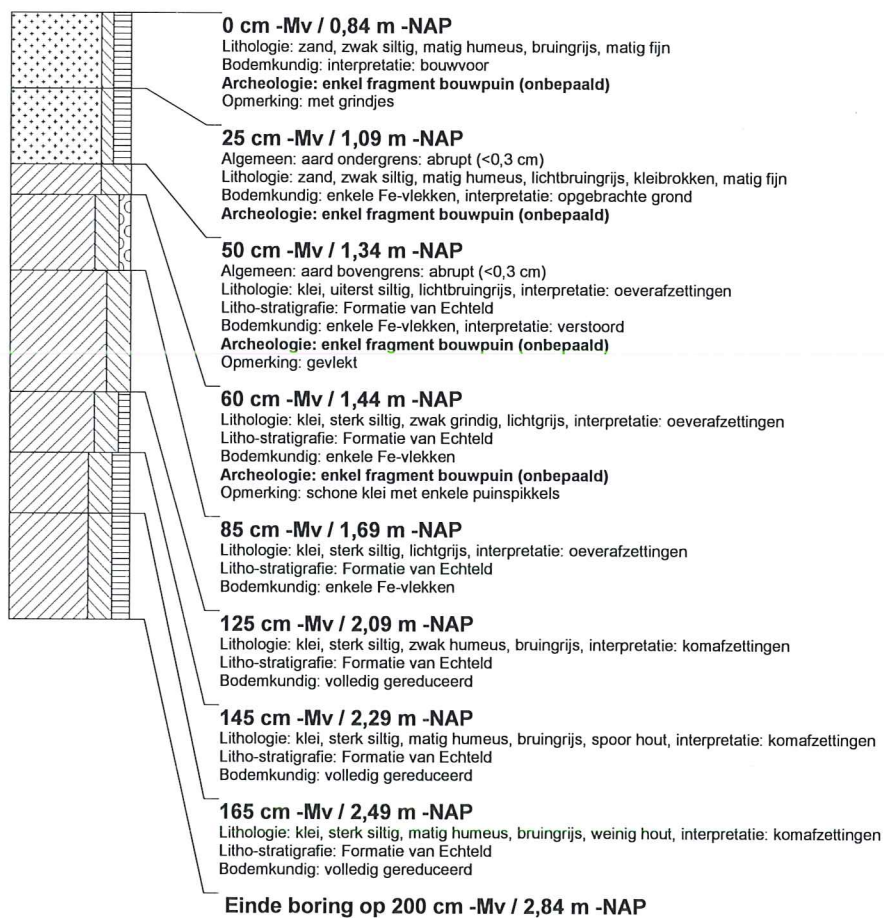 0 cm -Mv / 0,84 m -NAP
Lithologie: zand, zwak siltig, matig humeus, bruingrijs, matig fijn
Bodemkundig: interpretatie: bouwvoor
Archeologie: enkel fragment bouwpuin (onbepaald)
Opmerking: met grindjes
25 cm -Mv / 1,09 m -NAP
Algemeen: aard ondergrens: abrupt (<0,3 cm)
Lithologie: zand, zwak siltig, matig humeus, lichtbruingrijs, kleibrokken, matig fijn
Bodemkundig: enkele Fe-vlekken, interpretatie: opgebrachte grond
Archeologie: enkel fragment bouwpuin (onbepaald)
50 cm -Mv / 1,34 m -NAP
Algemeen: aard bovengrens: abrupt (<0,3 cm)
Lithologie: klei, uiterst siltig, lichtbruingrijs, interpretatie: oeverafzettingen
Litho-stratigrafie: Formatie van Echteld
Bodemkundig: enkele Fe-vlekken, interpretatie: verstoord
Archeologie: enkel fragment bouwpuin (onbepaald)
Opmerking: gevlekt
60 cm -Mv / 1,44 m -NAP
Lithologie: klei, sterk siltig, zwak grindig, lichtgrijs, interpretatie: oeverafzettingen
Litho-stratigrafie: Formatie van Echteld
Bodemkundig: enkele Fe-vlekken
Archeologie: enkel fragment bouwpuin (onbepaald)
Opmerking: schone klei met enkele puinspikkels
85 cm -Mv / 1,69 m -NAP
Lithologie: klei, sterk siltig, lichtgrijs, interpretatie: oeverafzettingen
Litho-stratigrafie: Formatie van Echteld
Bodemkundig: enkele Fe-vlekken
125 cm -Mv / 2,09 m -NAP
Lithologie: klei, sterk siltig, zwak humeus, bruingrijs, interpretatie: komafzettingen
Litho-stratigrafie: Formatie van Echteld
Bodemkundig: volledig gereduceerd
145 cm -Mv / 2,29 m -NAP
Lithologie: klei, sterk siltig, matig humeus, bruingrijs, spoor hout, interpretatie: komafzettingen
Litho-stratigrafie: Formatie van Echteld
Bodemkundig: volledig gereduceerd
165 cm -Mv / 2,49 m -NAP
Lithologie: klei, sterk siltig, matig humeus, bruingrijs, weinig hout, interpretatie: komafzettingen
Litho-stratigrafie: Formatie van Echteld
Bodemkundig: volledig gereduceerd
Einde boring op 200 cm -Mv / 2,84 m -NAP